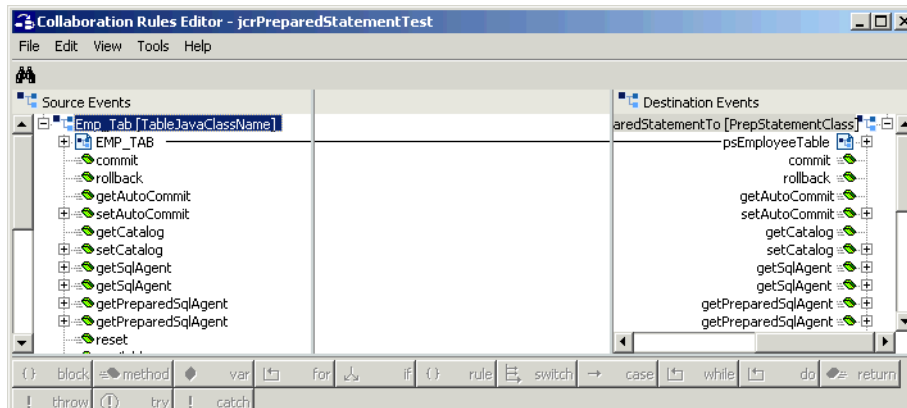 Collaboration Rules Editor - jcrPreparedStatementTest
File Edit View Tools Help
Source Events
Destination Events
Emp_Tab [TableJavaClassName]
aredStatementTo [PrepStatementClass]
EMP_TAB
psEmployeeTable
commit
commit
rollback
rollback
getAutoCommit
getAutoCommit
setAutoCommit
setAutoCommit
getCatalog
getCatalog
setCatalog
setCatalog
getSqlAgent
getSqlAgent
getSqlAgent
getSqlAgent
getPreparedSqlAgent
getPreparedSqlAgent
getPreparedSqlAgent
getPreparedSqlAgent
reset
{} block method var for if {} rule switch case while do return
! throw (!) try ! catch